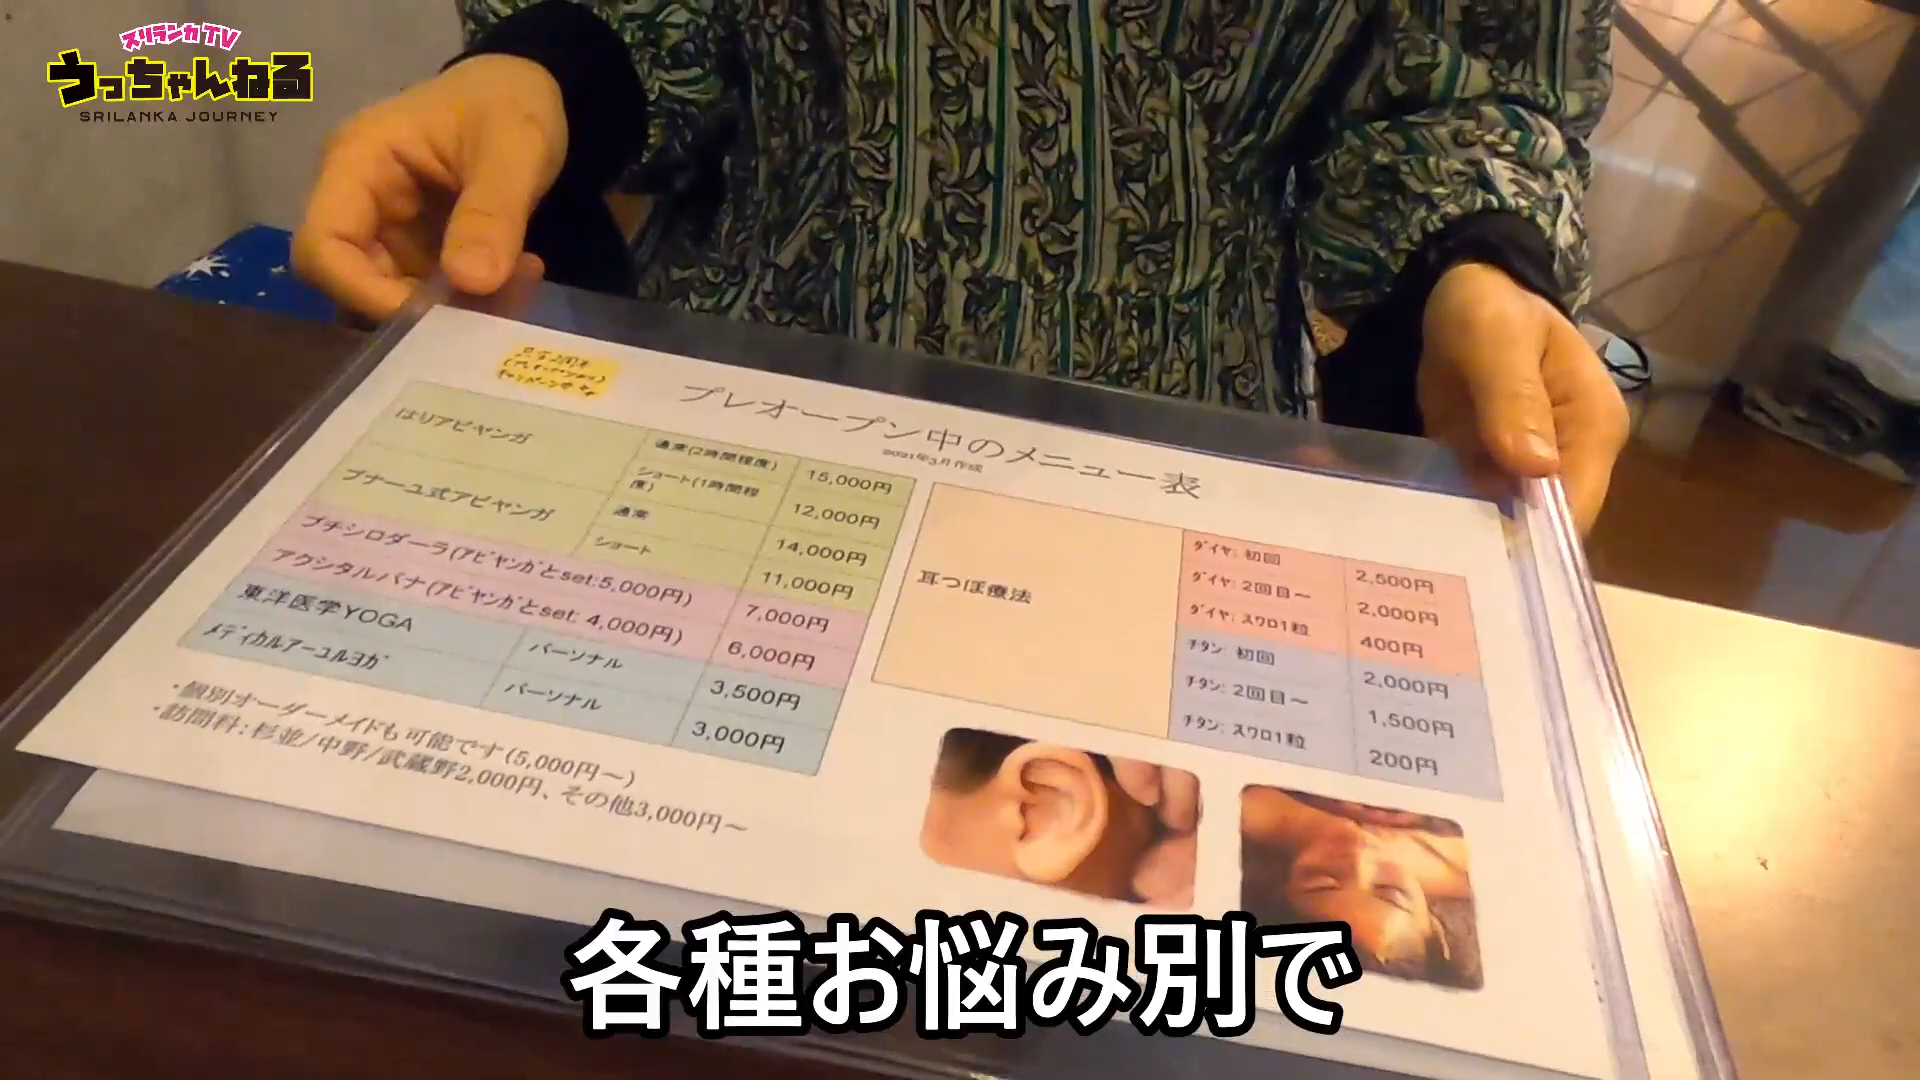 スリランカTV
うっちゃんねる
SRILANKA JOURNEY
プレオープン中のメニュー表
2021年3月作成
はりアビヤンガ
通常(2時間程度)
15,000円
ショート(1時間程度)
12,000円
プナーユ式アビヤンガ
通常
14,000円
ショート
11,000円
プチシロダーラ(アビヤンガとset:5,000円)
7,000円
アクシタルパナ(アビヤンガとset: 4,000円)
6,000円
東洋医学YOGA
パーソナル
3,500円
メディカルアーユルヨガ
パーソナル
3,000円
・個別オーダーメイドも可能です(5,000円～)
・訪問料：杉並/中野/武蔵野2,000円、その他3,000円～
耳つぼ療法
ダイヤ: 初回
2,500円
ダイヤ: 2回目～
2,000円
ダイヤ: スワロ1粒
400円
チタン: 初回
2,000円
チタン: 2回目～
1,500円
チタン: スワロ1粒
200円
各種お悩み別で